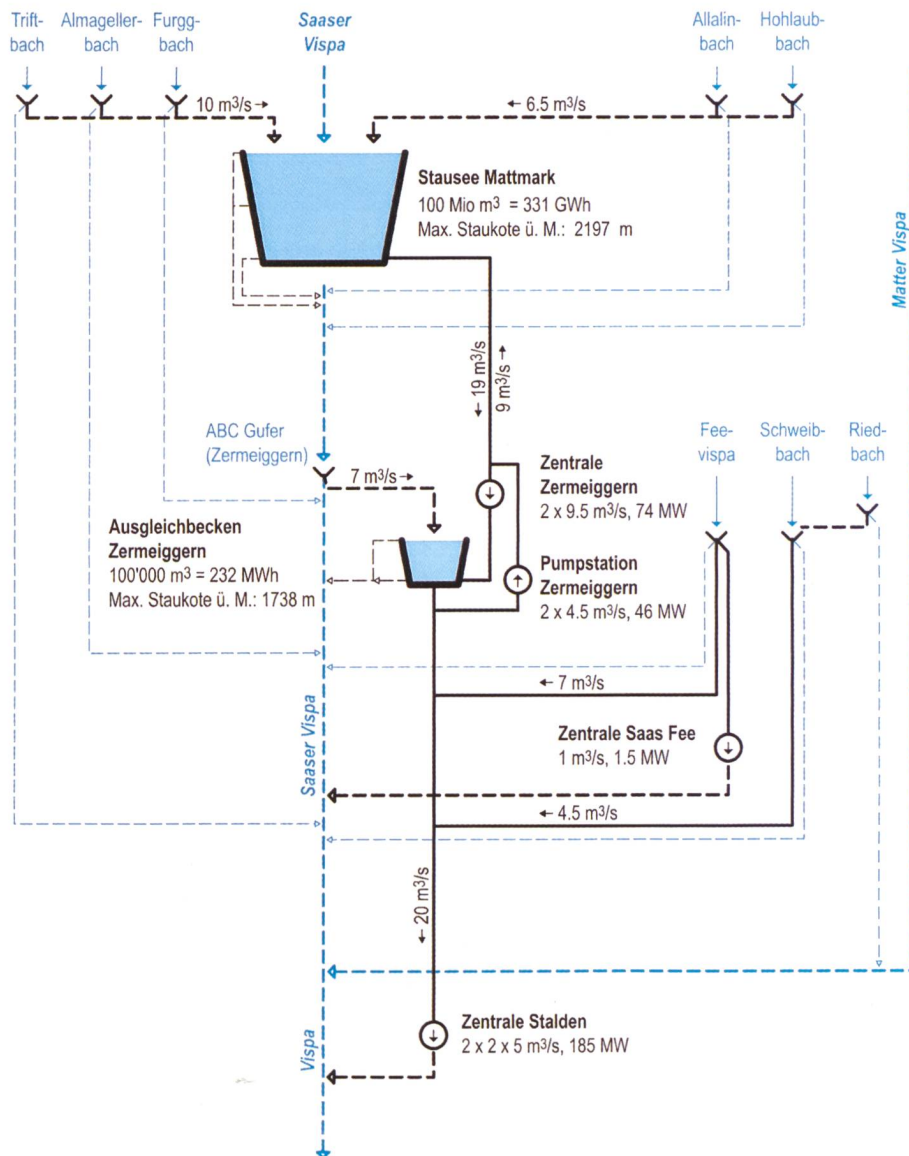 Trift-
bach
Almageller-
bach
Furgg-
bach
Saaser
Vispa
Allalin-
bach
Hohlaub-
bach
10 m³/s →
← 6.5 m³/s
Stausee Mattmark
100 Mio m³ = 331 GWh
Max. Staukote ü. M.: 2197 m
Matter Vispa
← 19 m³/s
9 m³/s →
ABC Gufer
(Zermeiggern)
7 m³/s →
Fee-
vispa
Schweib-
bach
Ried-
bach
Zentrale
Zermeiggern
2 x 9.5 m³/s, 74 MW
Ausgleichbecken
Zermeiggern
100'000 m³ = 232 MWh
Max. Staukote ü. M.: 1738 m
Pumpstation
Zermeiggern
2 x 4.5 m³/s, 46 MW
← 7 m³/s
Saaser Vispa
Zentrale Saas Fee
1 m³/s, 1.5 MW
← 4.5 m³/s
← 20 m³/s
Zentrale Stalden
2 x 2 x 5 m³/s, 185 MW
Vispa